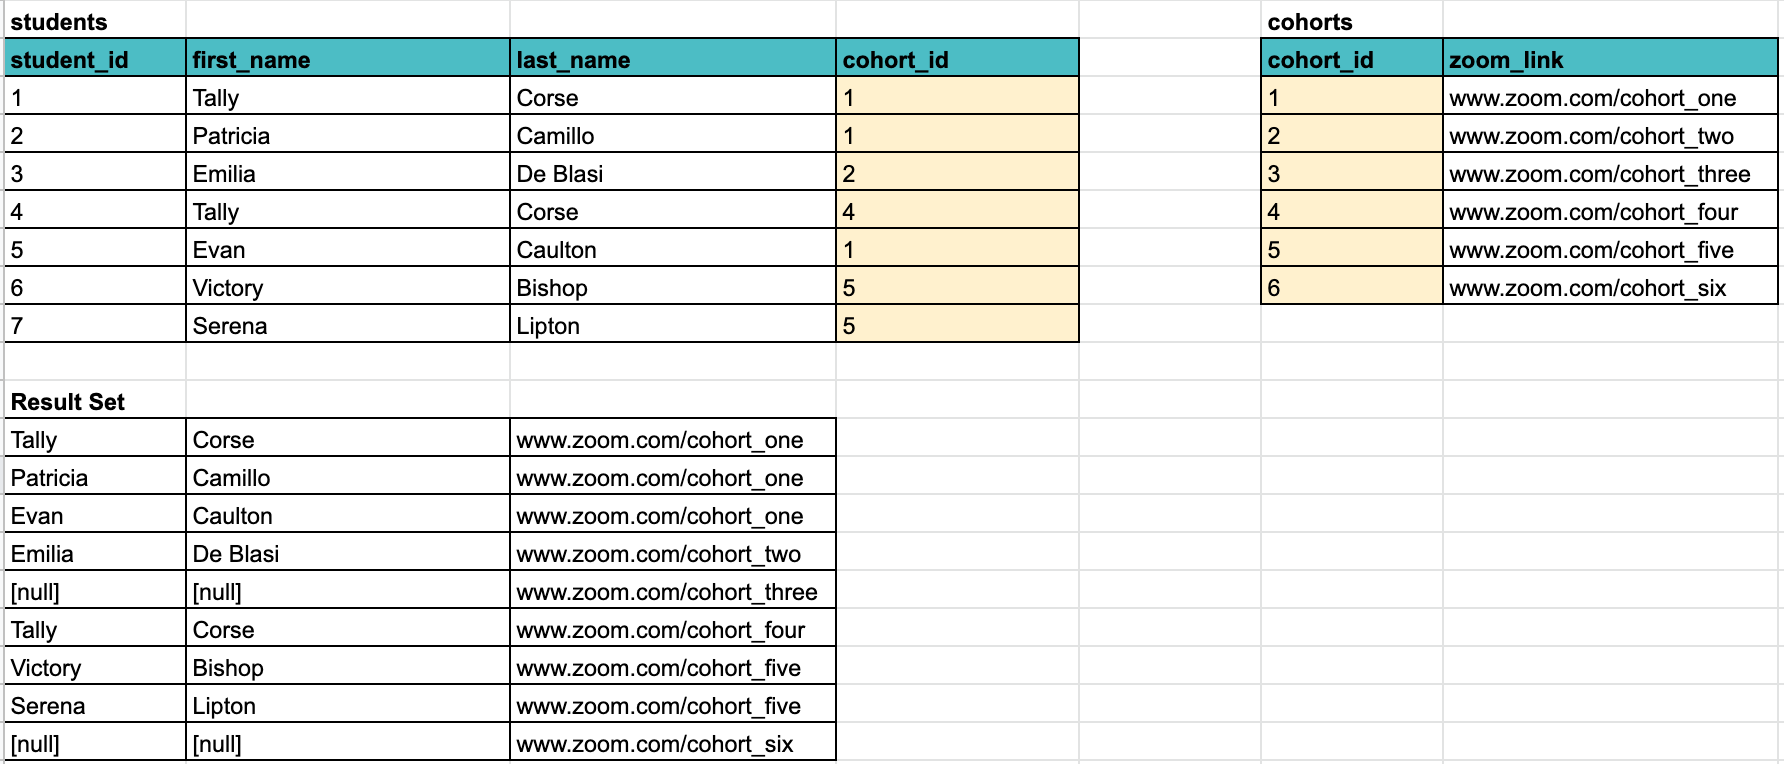 students
cohorts
student_id first_name last_name cohort_id
cohort_id zoom_link
1 Tally Corse 1
1 www.zoom.com/cohort_one
2 Patricia Camillo 1
2 www.zoom.com/cohort_two
3 Emilia De Blasi 2
3 www.zoom.com/cohort_three
4 Tally Corse 4
4 www.zoom.com/cohort_four
5 Evan Caulton 1
5 www.zoom.com/cohort_five
6 Victory Bishop 5
6 www.zoom.com/cohort_six
7 Serena Lipton 5
Result Set
Tally Corse www.zoom.com/cohort_one
Patricia Camillo www.zoom.com/cohort_one
Evan Caulton www.zoom.com/cohort_one
Emilia De Blasi www.zoom.com/cohort_two
[null] [null] www.zoom.com/cohort_three
Tally Corse www.zoom.com/cohort_four
Victory Bishop www.zoom.com/cohort_five
Serena Lipton www.zoom.com/cohort_five
[null] [null] www.zoom.com/cohort_six